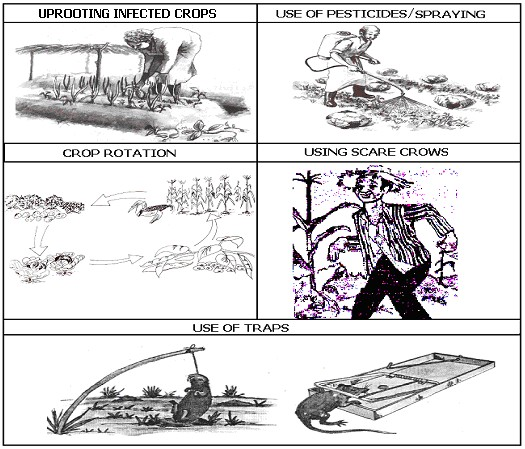 UPROOTING INFECTED CROPS
USE OF PESTICIDES/SPRAYING
CROP ROTATION
USING SCARE CROWS
USE OF TRAPS